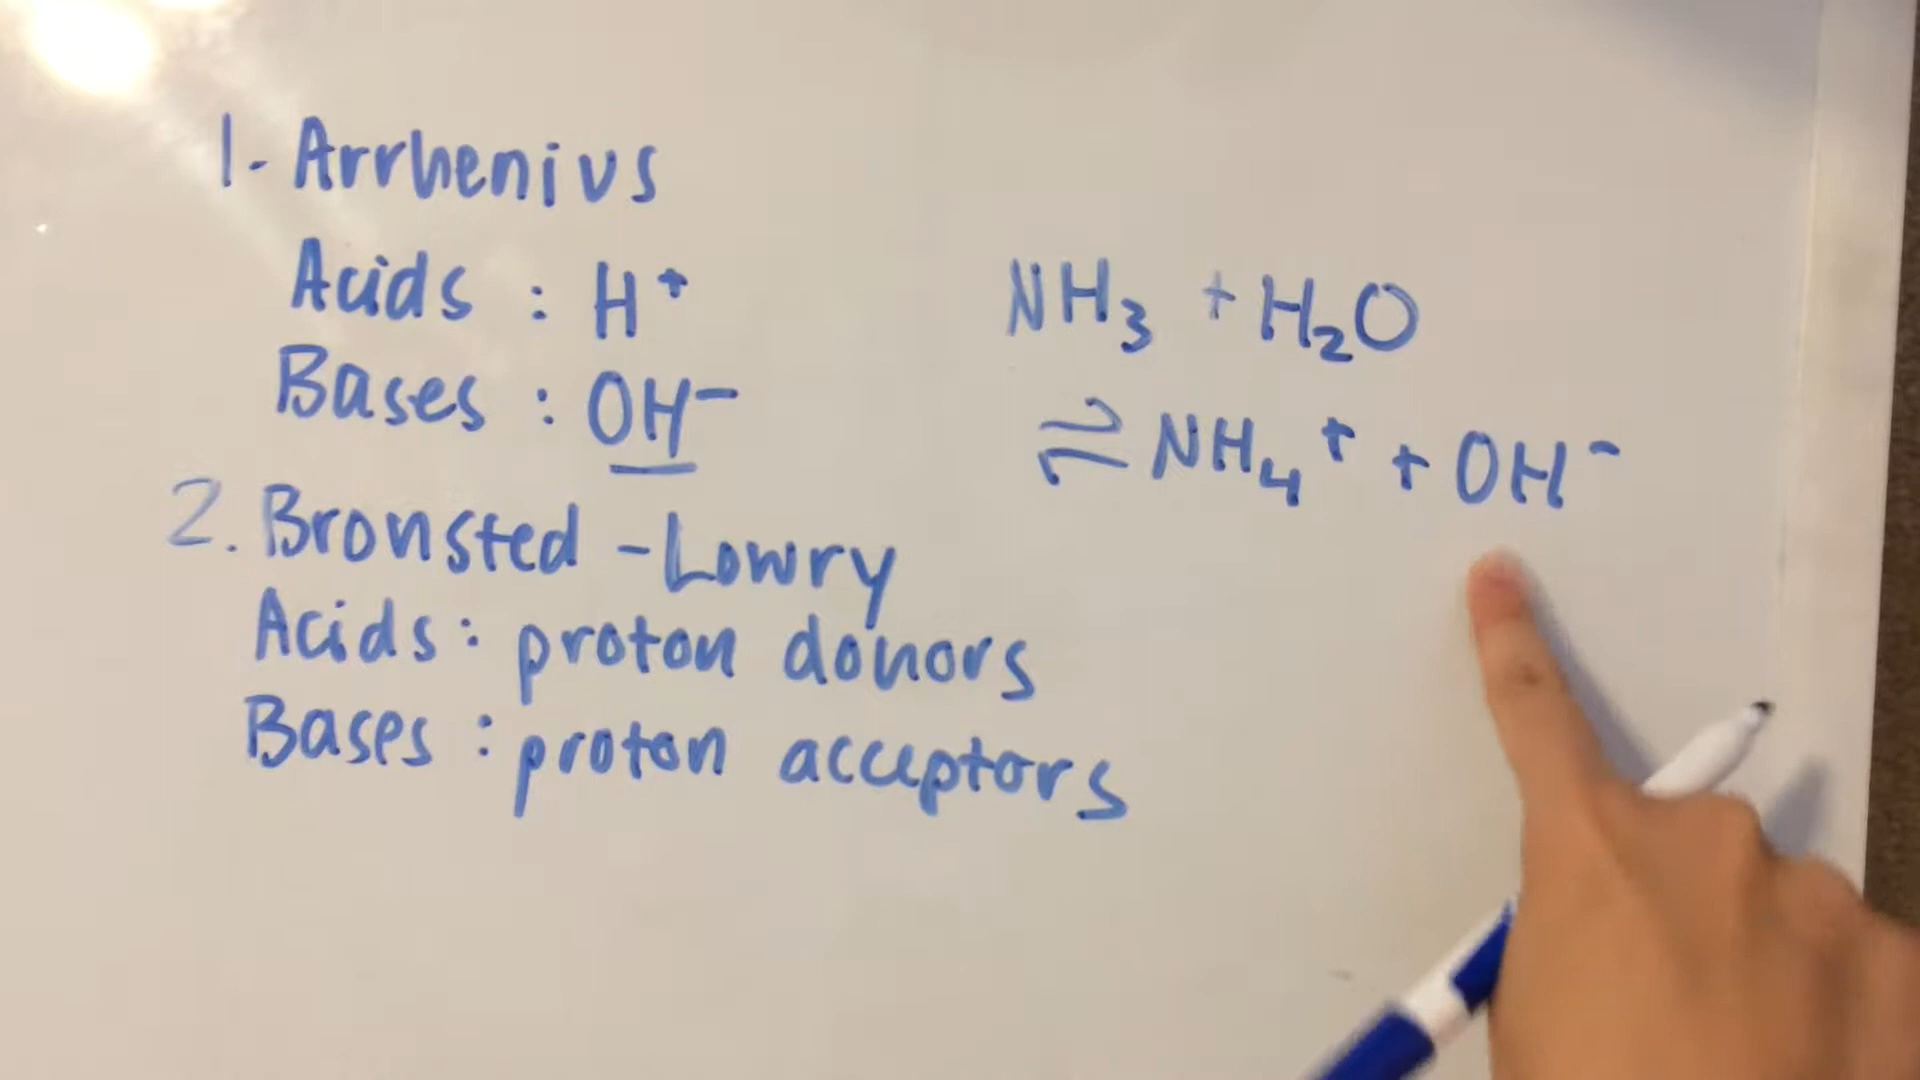 1- Arrhenius
Acids : H⁺
Bases : OH⁻
2. Bronsted - Lowry
Acids : proton donors
Bases : proton acceptors
NH₃ + H₂O
⇌ NH₄⁺ + OH⁻